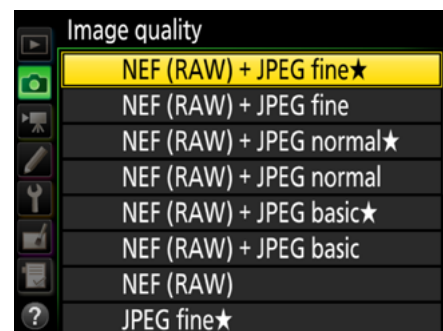 Image quality
NEF (RAW) + JPEG fine★
NEF (RAW) + JPEG fine
NEF (RAW) + JPEG normal★
NEF (RAW) + JPEG normal
NEF (RAW) + JPEG basic★
NEF (RAW) + JPEG basic
NEF (RAW)
JPEG fine★
?